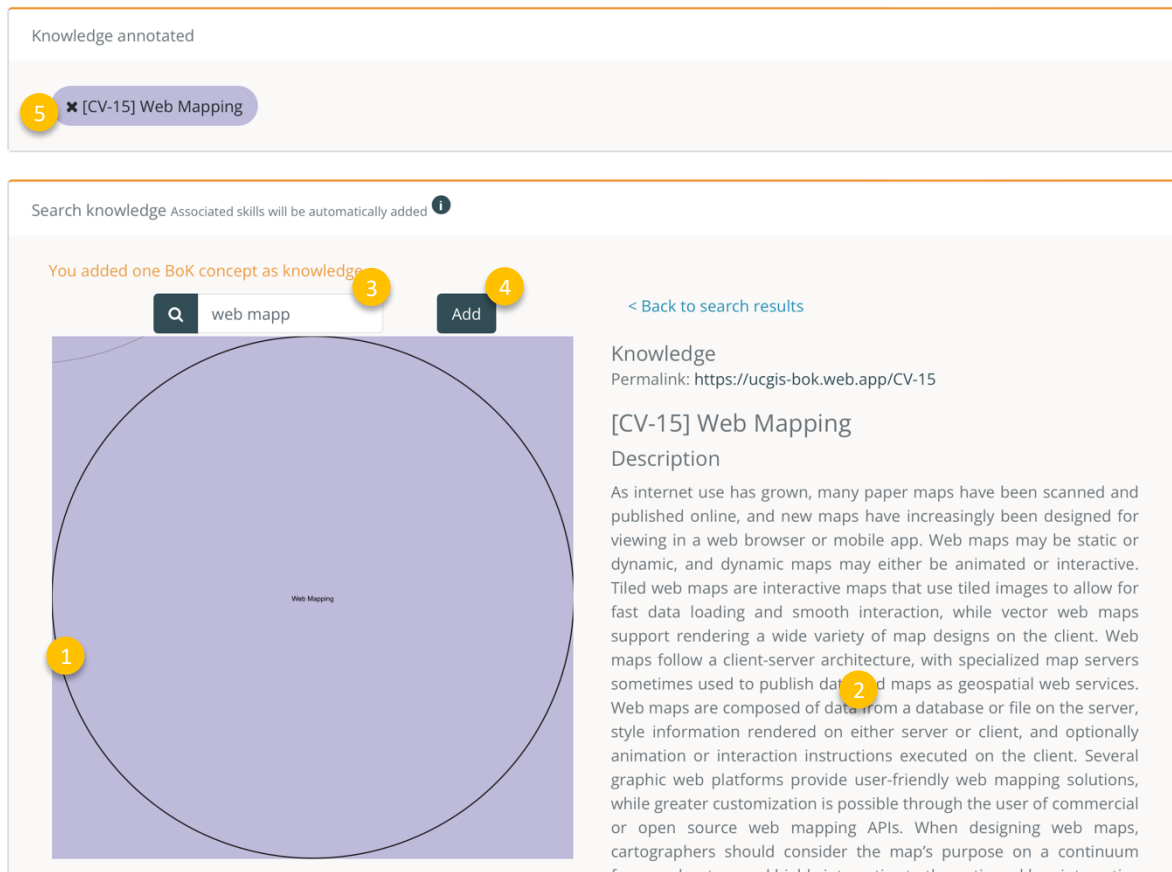 Knowledge annotated
5
✖ [CV-15] Web Mapping
Search knowledge Associated skills will be automatically added i
You added one BoK concept as knowledge
3
4
web mapp
Add
< Back to search results
Knowledge
Permalink: https://ucgis-bok.web.app/CV-15
[CV-15] Web Mapping
Description
As internet use has grown, many paper maps have been scanned and
published online, and new maps have increasingly been designed for
viewing in a web browser or mobile app. Web maps may be static or
dynamic, and dynamic maps may either be animated or interactive.
Tiled web maps are interactive maps that use tiled images to allow for
fast data loading and smooth interaction, while vector web maps
support rendering a wide variety of map designs on the client. Web
maps follow a client-server architecture, with specialized map servers
sometimes used to publish maps as geospatial web services.
2
Web maps are composed of data from a database or file on the server,
style information rendered on either server or client, and optionally
animation or interaction instructions executed on the client. Several
graphic web platforms provide user-friendly web mapping solutions,
while greater customization is possible through the user of commercial
or open source web mapping APIs. When designing web maps,
cartographers should consider the map's purpose on a continuum
Web Mapping
1